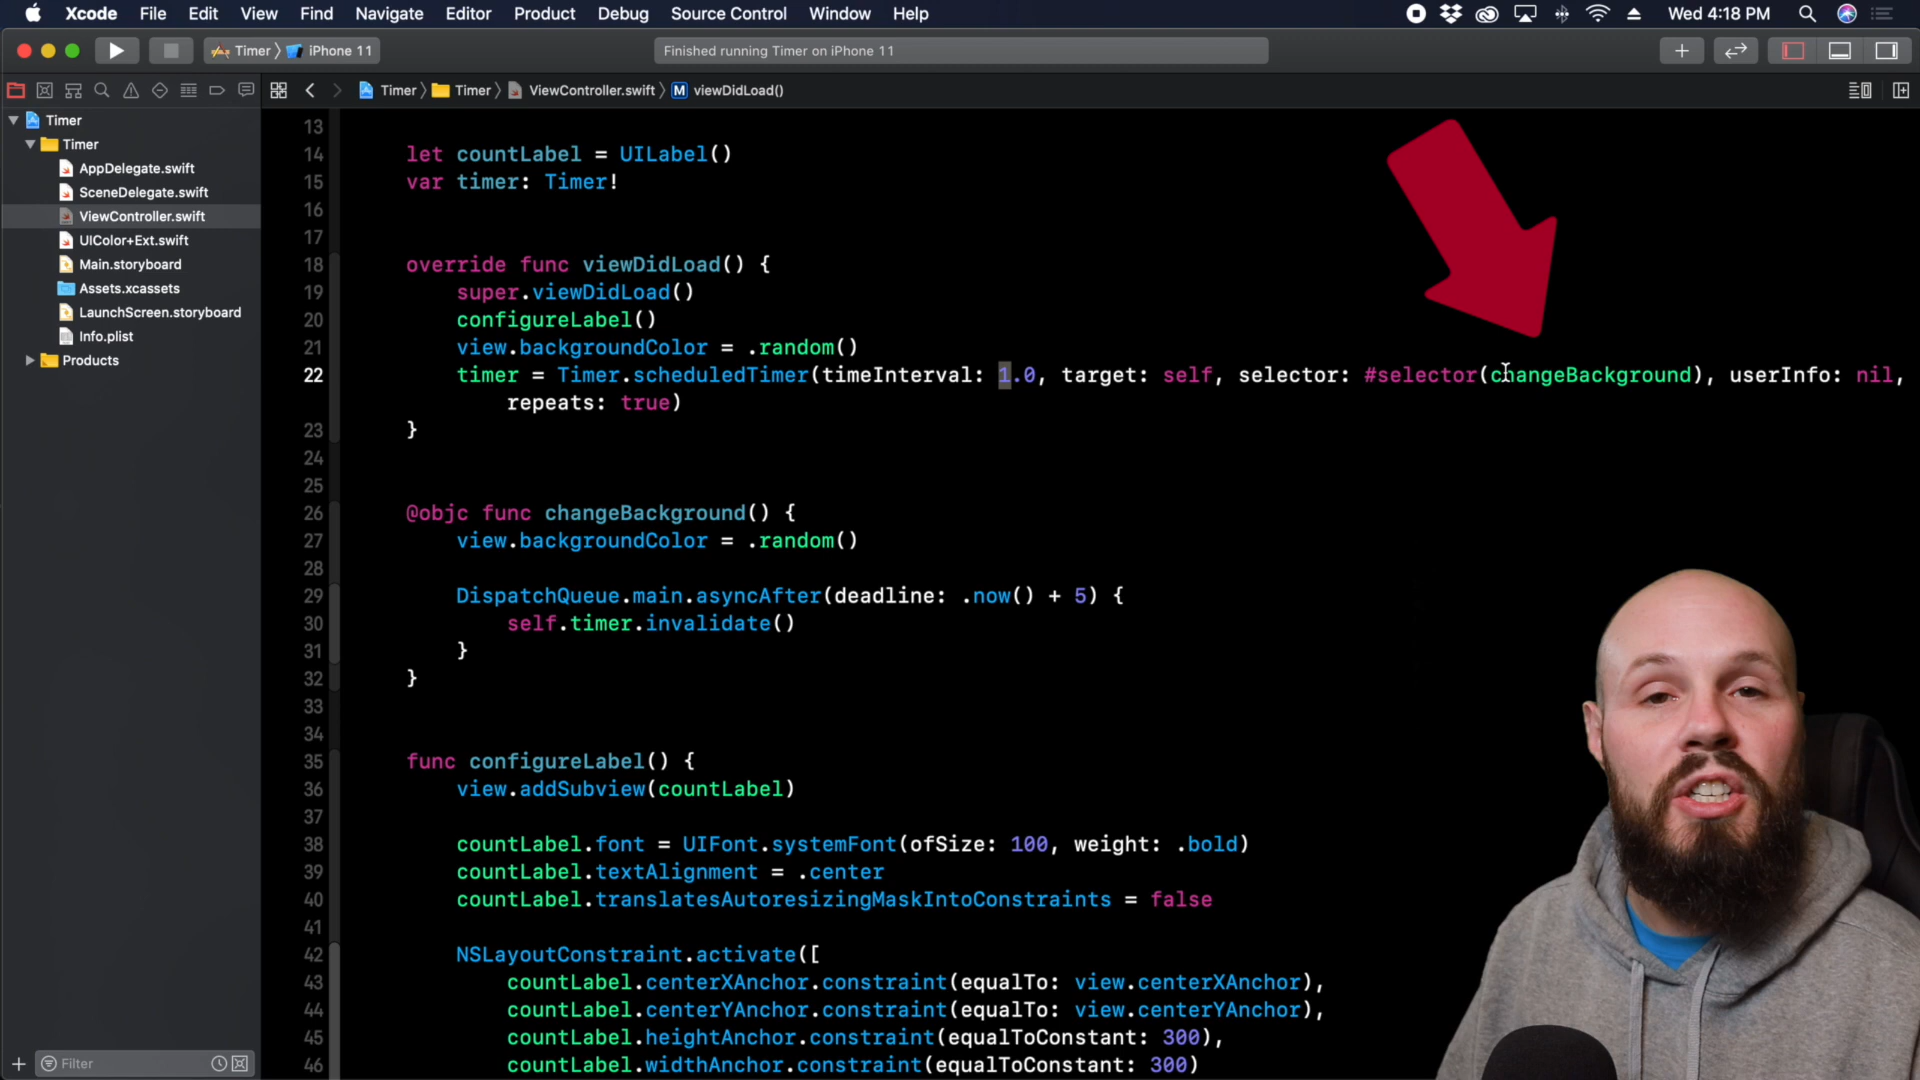 Xcode File Edit View Find Navigate Editor Product Debug Source Control Window Help Wed 4:18 PM
Timer iPhone 11 Finished running Timer on iPhone 11
Timer Timer ViewController.swift M viewDidLoad()
Timer
Timer
AppDelegate.swift
SceneDelegate.swift
ViewController.swift
UIColor+Ext.swift
Main.storyboard
Assets.xcassets
LaunchScreen.storyboard
Info.plist
Products
Filter
13
14 let countLabel = UILabel()
15 var timer: Timer!
16
17
18 override func viewDidLoad() {
19 super.viewDidLoad()
20 configureLabel()
21 view.backgroundColor = .random()
22 timer = Timer.scheduledTimer(timeInterval: 1.0, target: self, selector: #selector(changeBackground), userInfo: nil,
repeats: true)
23 }
24
25
26 @objc func changeBackground() {
27 view.backgroundColor = .random()
28
29 DispatchQueue.main.asyncAfter(deadline: .now() + 5) {
30 self.timer.invalidate()
31 }
32 }
33
34
35 func configureLabel() {
36 view.addSubview(countLabel)
37
38 countLabel.font = UIFont.systemFont(ofSize: 100, weight: .bold)
39 countLabel.textAlignment = .center
40 countLabel.translatesAutoresizingMaskIntoConstraints = false
41
42 NSLayoutConstraint.activate([
43 countLabel.centerXAnchor.constraint(equalTo: view.centerXAnchor),
44 countLabel.centerYAnchor.constraint(equalTo: view.centerYAnchor),
45 countLabel.heightAnchor.constraint(equalToConstant: 300),
46 countLabel.widthAnchor.constraint(equalToConstant: 300)